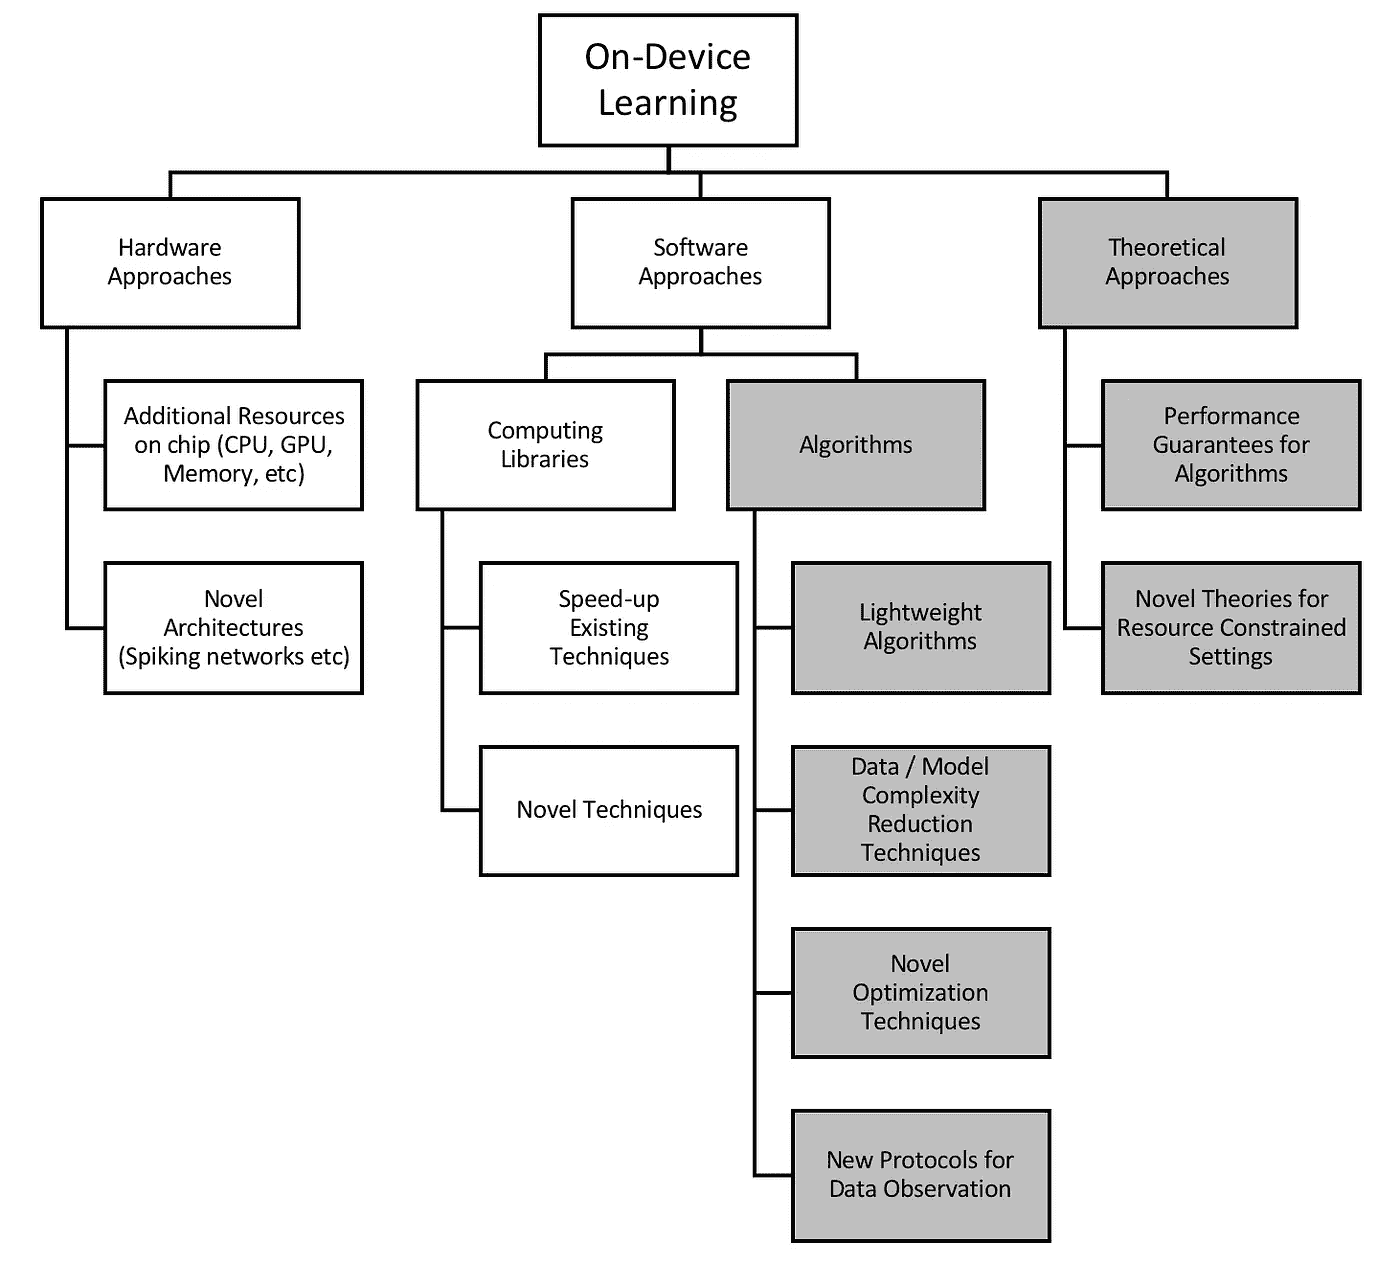 On-Device
Learning
Hardware
Approaches
Software
Approaches
Theoretical
Approaches
Additional Resources
on chip (CPU, GPU,
Memory, etc)
Computing
Libraries
Algorithms
Performance
Guarantees for
Algorithms
Novel
Architectures
(Spiking networks etc)
Speed-up
Existing
Techniques
Lightweight
Algorithms
Novel Theories for
Resource Constrained
Settings
Novel Techniques
Data / Model
Complexity
Reduction
Techniques
Novel
Optimization
Techniques
New Protocols for
Data Observation